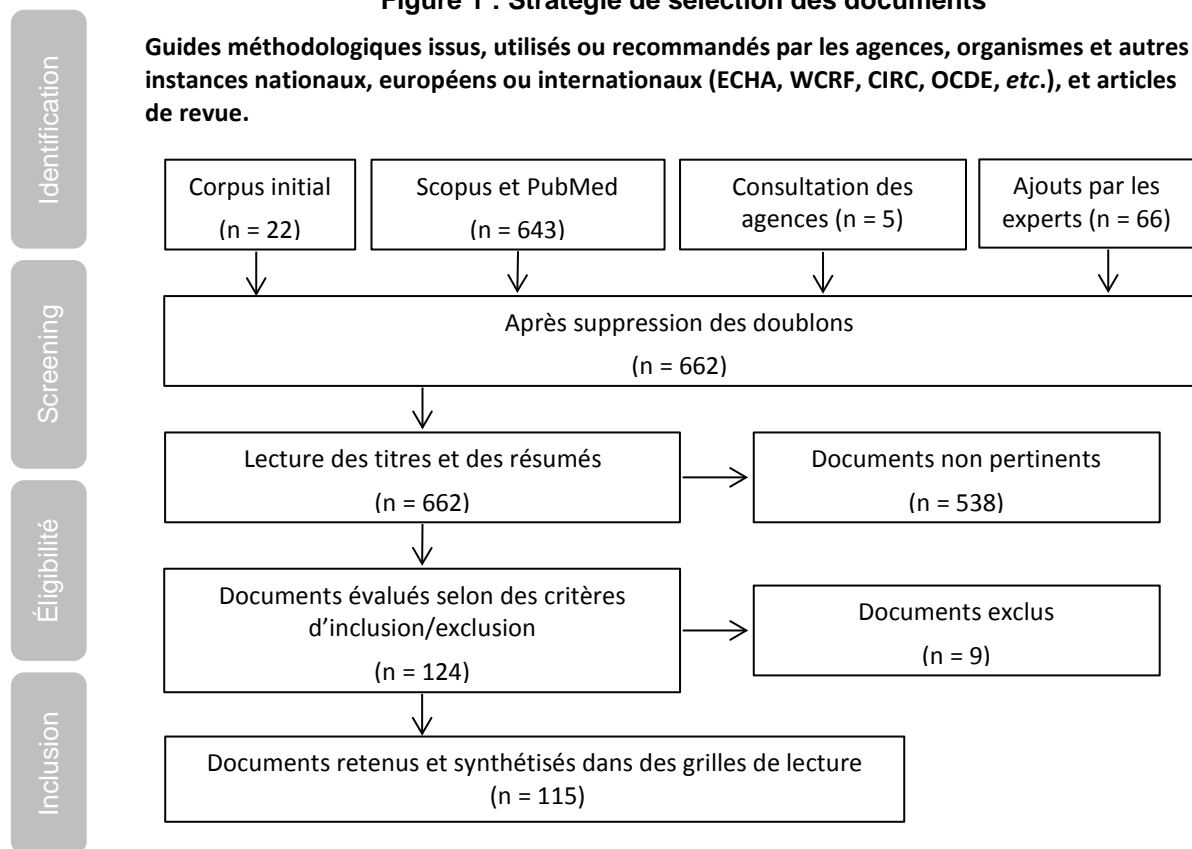 Figure 1 : Stratégie de sélection des documents
Guides méthodologiques issus, utilisés ou recommandés par les agences, organismes et autres
instances nationaux, européens ou internationaux (ECHA, WCRF, CIRC, OCDE, etc.), et articles
de revue.
Identification
Corpus initial
(n = 22)
Scopus et PubMed
(n = 643)
Consultation des
agences (n = 5)
Ajouts par les
experts (n = 66)
Screening
Après suppression des doublons
(n = 662)
Lecture des titres et des résumés
(n = 662)
Documents non pertinents
(n = 538)
Éligibilité
Documents évalués selon des critères
d'inclusion/exclusion
(n = 124)
Documents exclus
(n = 9)
Inclusion
Documents retenus et synthétisés dans des grilles de lecture
(n = 115)